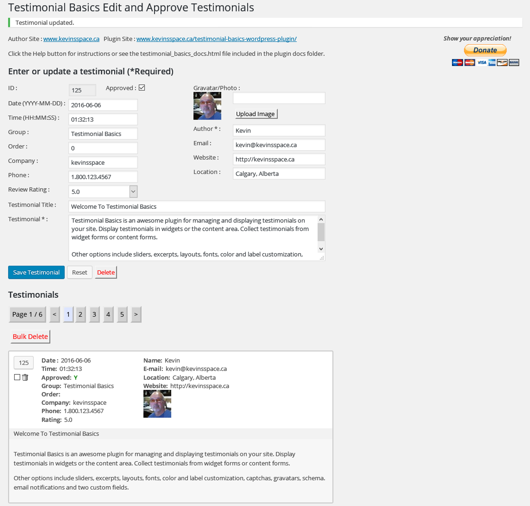 Testimonial Basics Edit and Approve Testimonials
Testimonial updated.
Author Site : www.kevinsspace.ca Plugin Site : www.kevinsspace.ca/testimonial-basics-wordpress-plugin/
Show your appreciation!
Donate
Click the Help button for instructions or see the testimonial_basics_docs.html file included in the plugin docs folder.
Enter or update a testimonial (*Required)
ID : 125 Approved :
Gravatar/Photo :
Date (YYYY-MM-DD) : 2016-06-06
Upload Image
Time (HH:MM:SS) : 01:32:13
Author * : Kevin
Group : Testimonial Basics
Email : kevin@kevinsspace.ca
Order : 0
Website : http://kevinsspace.ca
Company : kevinsspace
Location : Calgary, Alberta
Phone : 1.800.123.4567
Review Rating : 5.0
Testimonial Title : Welcome To Testimonial Basics
Testimonial * : Testimonial Basics is an awesome plugin for managing and displaying testimonials on
your site. Display testimonials in widgets or the content area. Collect testimonials from
widget forms or content forms.
Other options include sliders, excerpts, layouts, fonts, color and label customization,
Save Testimonial Reset Delete
Testimonials
Page 1 / 6 < 1 2 3 4 5 >
Bulk Delete
125
Date : 2016-06-06
Time: 01:32:13
Approved: Y
Group: Testimonial Basics
Order:
Company: kevinsspace
Phone: 1.800.123.4567
Rating: 5.0
Name: Kevin
E-mail: kevin@kevinsspace.ca
Location: Calgary, Alberta
Website: http://kevinsspace.ca
Welcome To Testimonial Basics
Testimonial Basics is an awesome plugin for managing and displaying testimonials on your site. Display
testimonials in widgets or the content area. Collect testimonials from widget forms or content forms.
Other options include sliders, excerpts, layouts, fonts, color and label customization, captchas, gravatars, schema,
email notifications and two custom fields.